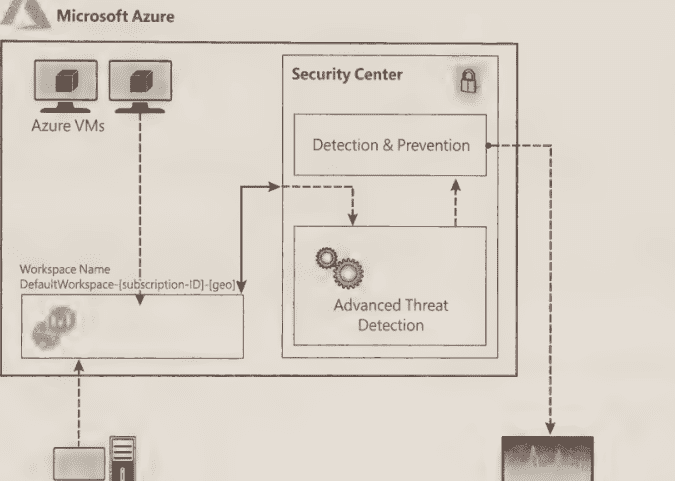 Microsoft Azure
Security Center
Azure VMs
Detection & Prevention
Workspace Name
DefaultWorkspace-[subscription-ID]-[geo]
Advanced Threat
Detection